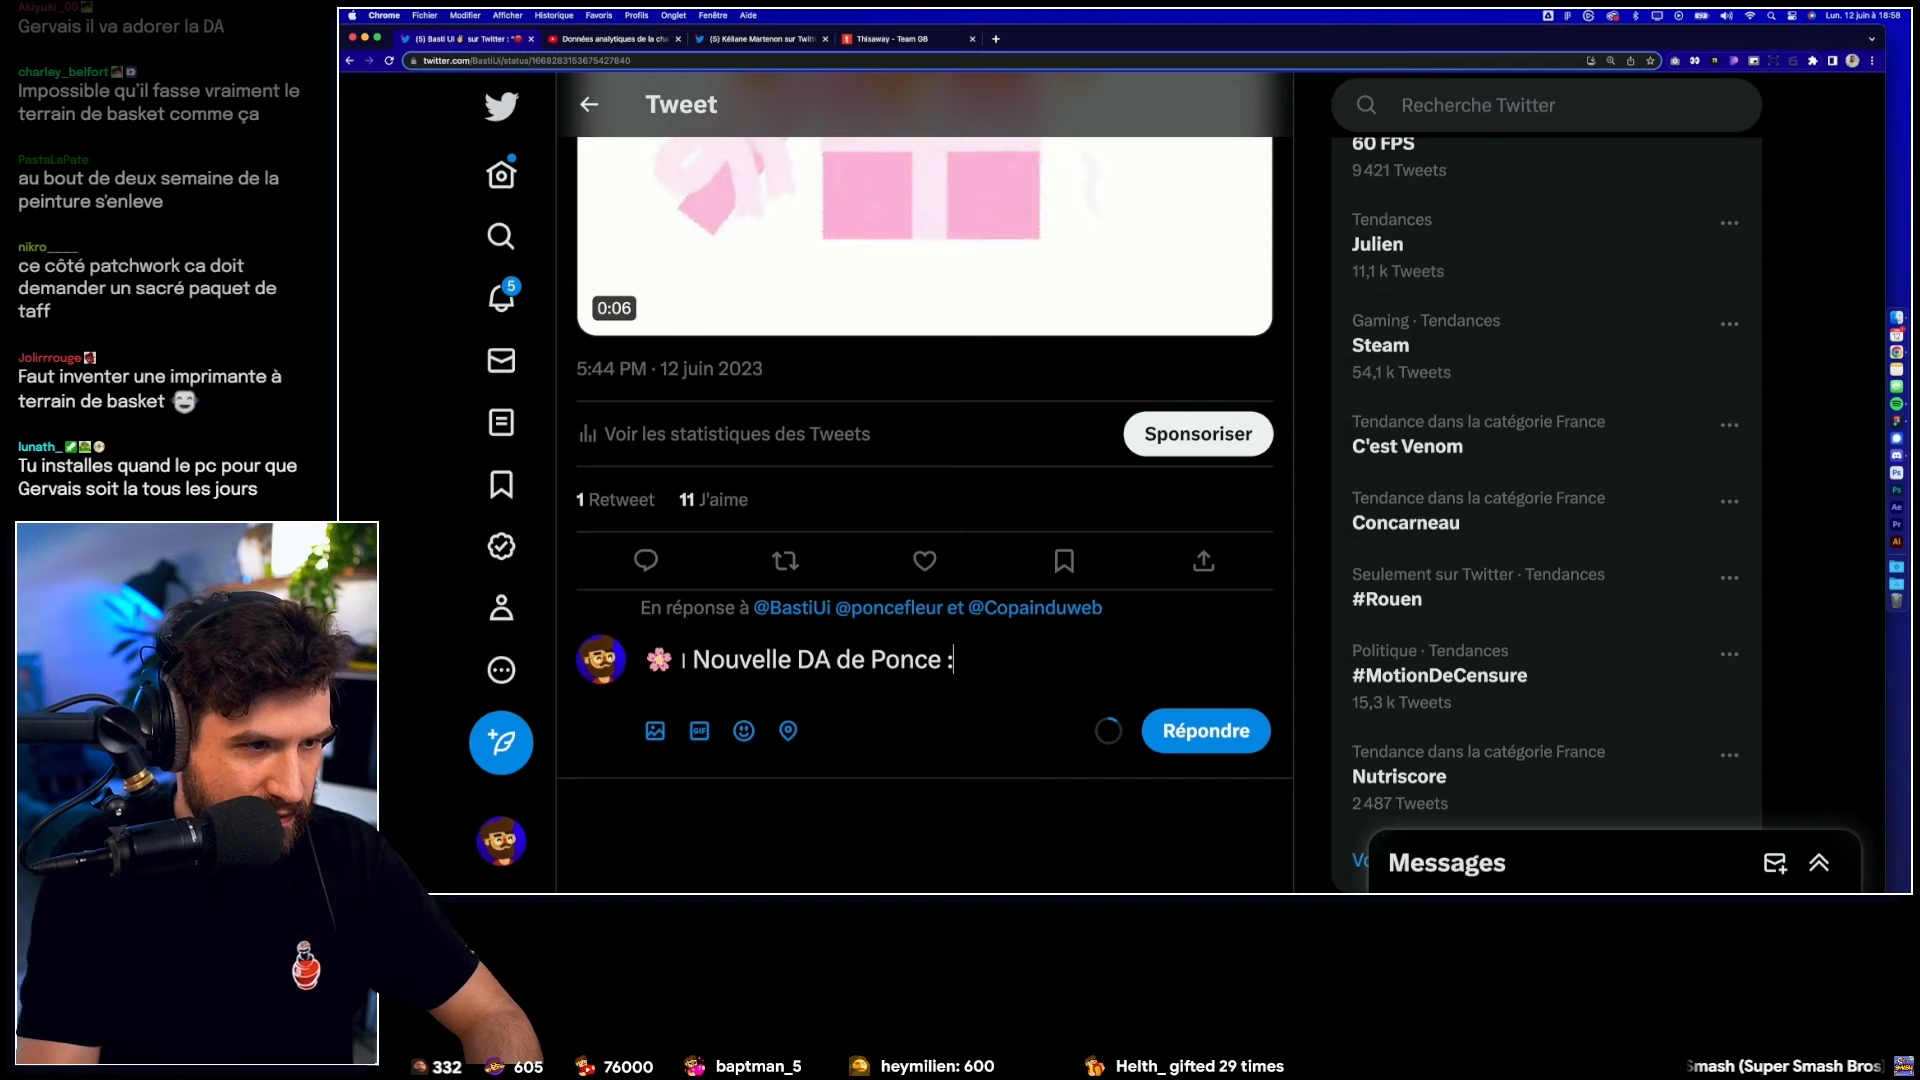 Akiyuki_00
Gervais il va adorer la DA
charley_belfort
Impossible qu'il fasse vraiment le
terrain de basket comme ça
PastaLaPate
au bout de deux semaine de la
peinture s'enleve
nikro____
ce côté patchwork ca doit
demander un sacré paquet de
taff
Jolirrrouge
Faut inventer une imprimante à
terrain de basket
lunath_
Tu installes quand le pc pour que
Gervais soit la tous les jours
Chrome Fichier Modifier Afficher Historique Favoris Profils Onglet Fenêtre Aide
Lun. 12 juin à 18:58
(5) Basti Ui sur Twitter : "
Données analytiques de la cha
(5) Kéliane Martenon sur Twitt
Thisaway - Team GB
twitter.com/BastiUi/status/1668283153675427840
Tweet
0:06
5:44 PM · 12 juin 2023
Voir les statistiques des Tweets
Sponsoriser
1 Retweet 11 J'aime
En réponse à @BastiUi @poncefleur et @Copainduweb
🌸 | Nouvelle DA de Ponce :
GIF
Répondre
5
Recherche Twitter
60 FPS
9 421 Tweets
Tendances
Julien
11,1 k Tweets
Gaming · Tendances
Steam
54,1 k Tweets
Tendance dans la catégorie France
C'est Venom
Tendance dans la catégorie France
Concarneau
Seulement sur Twitter · Tendances
#Rouen
Politique · Tendances
#MotionDeCensure
15,3 k Tweets
Tendance dans la catégorie France
Nutriscore
2 487 Tweets
Vo
Messages
12
Ps
Ps
Ae
Pr
Ai
332 605 76000 baptman_5 heymilien: 600 Helth_ gifted 29 times Smash (Super Smash Bros